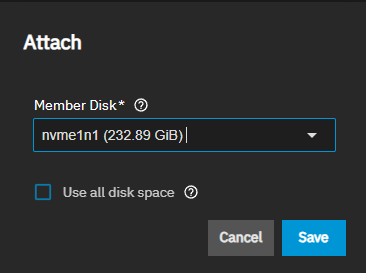 Attach
Member Disk*
nvme1n1 (232.89 GiB)
Use all disk space
Cancel Save